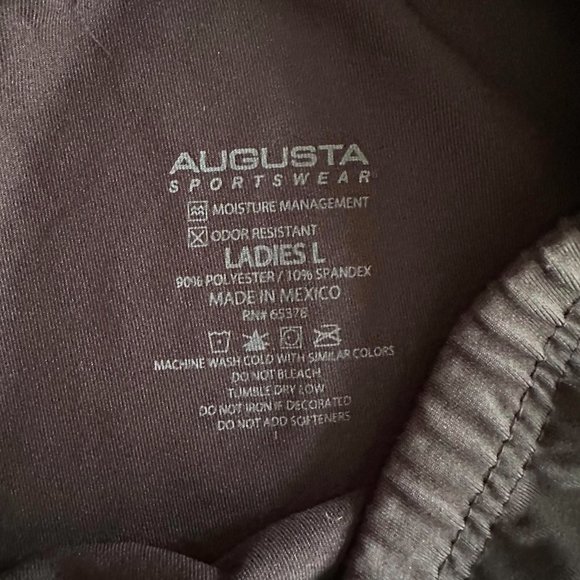 AUGUSTA
SPORTSWEAR
MOISTURE MANAGEMENT
ODOR RESISTANT
LADIES L
90% POLYESTER / 10% SPANDEX
MADE IN MEXICO
RN# 65378
MACHINE WASH COLD WITH SIMILAR COLORS
DO NOT BLEACH
TUMBLE DRY LOW
DO NOT IRON IF DECORATED
DO NOT ADD SOFTENERS
1